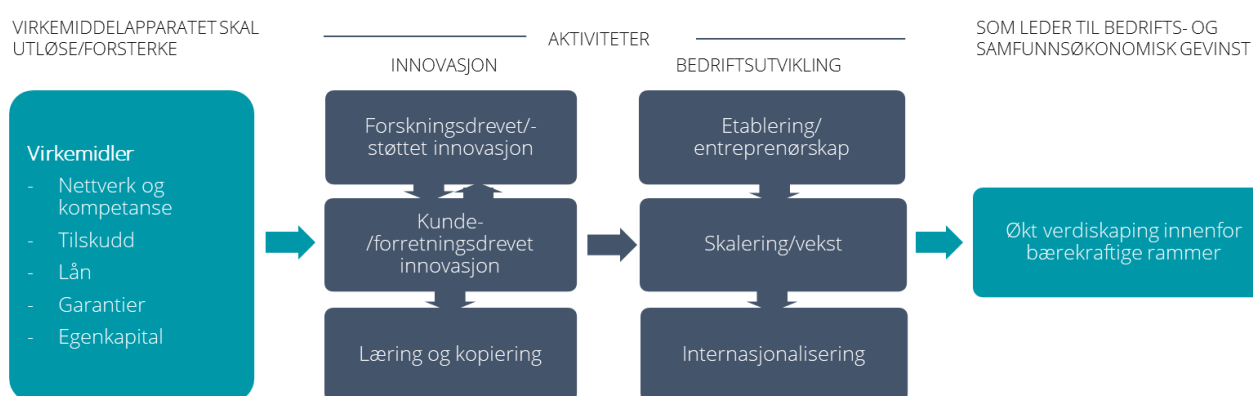 VIRKEMIDDELAPPARATET SKAL
UTLØSE/FORSTERKE
AKTIVITETER
SOM LEDER TIL BEDRIFTS- OG
SAMFUNNSØKONOMISK GEVINST
INNOVASJON
BEDRIFTSUTVIKLING
Virkemidler
- Nettverk og
kompetanse
- Tilskudd
- Lån
- Garantier
- Egenkapital
Forskningsdrevet/-
støttet innovasjon
Kunde-
/forretningsdrevet
innovasjon
Læring og kopiering
Etablering/
entreprenørskap
Skalering/vekst
Internasjonalisering
Økt verdiskaping innenfor
bærekraftige rammer